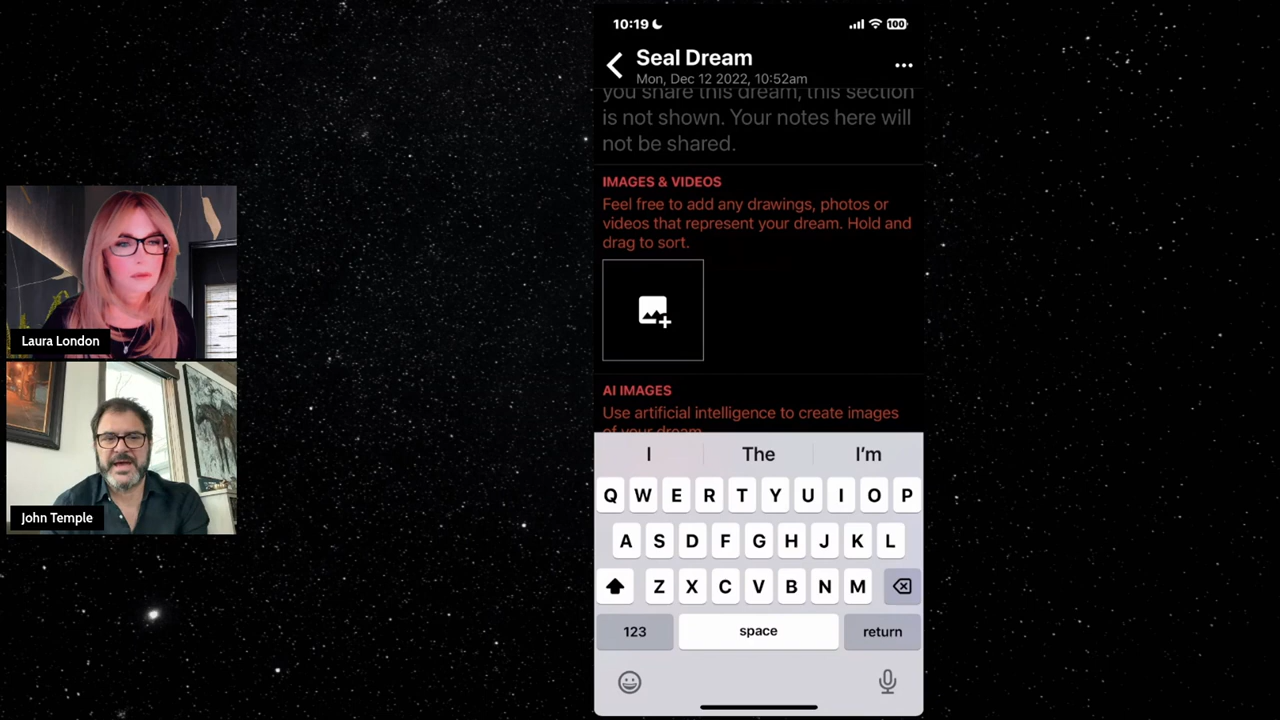 Laura London
John Temple
10:19
100
Seal Dream
Mon, Dec 12 2022, 10:52am
you share this dream, this section
is not shown. Your notes here will
not be shared.
IMAGES & VIDEOS
Feel free to add any drawings, photos or
videos that represent your dream. Hold and
drag to sort.
AI IMAGES
Use artificial intelligence to create images
of your dream
I The I'm
Q W E R T Y U I O P
A S D F G H J K L
Z X C V B N M
123 space return